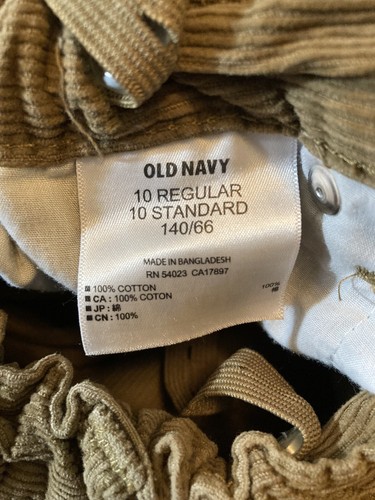 OLD NAVY
10 REGULAR
10 STANDARD
140/66
MADE IN BANGLADESH
RN 54023 CA17897
100% COTTON
CA : 100% COTON
JP : 綿
CN : 100%
100%